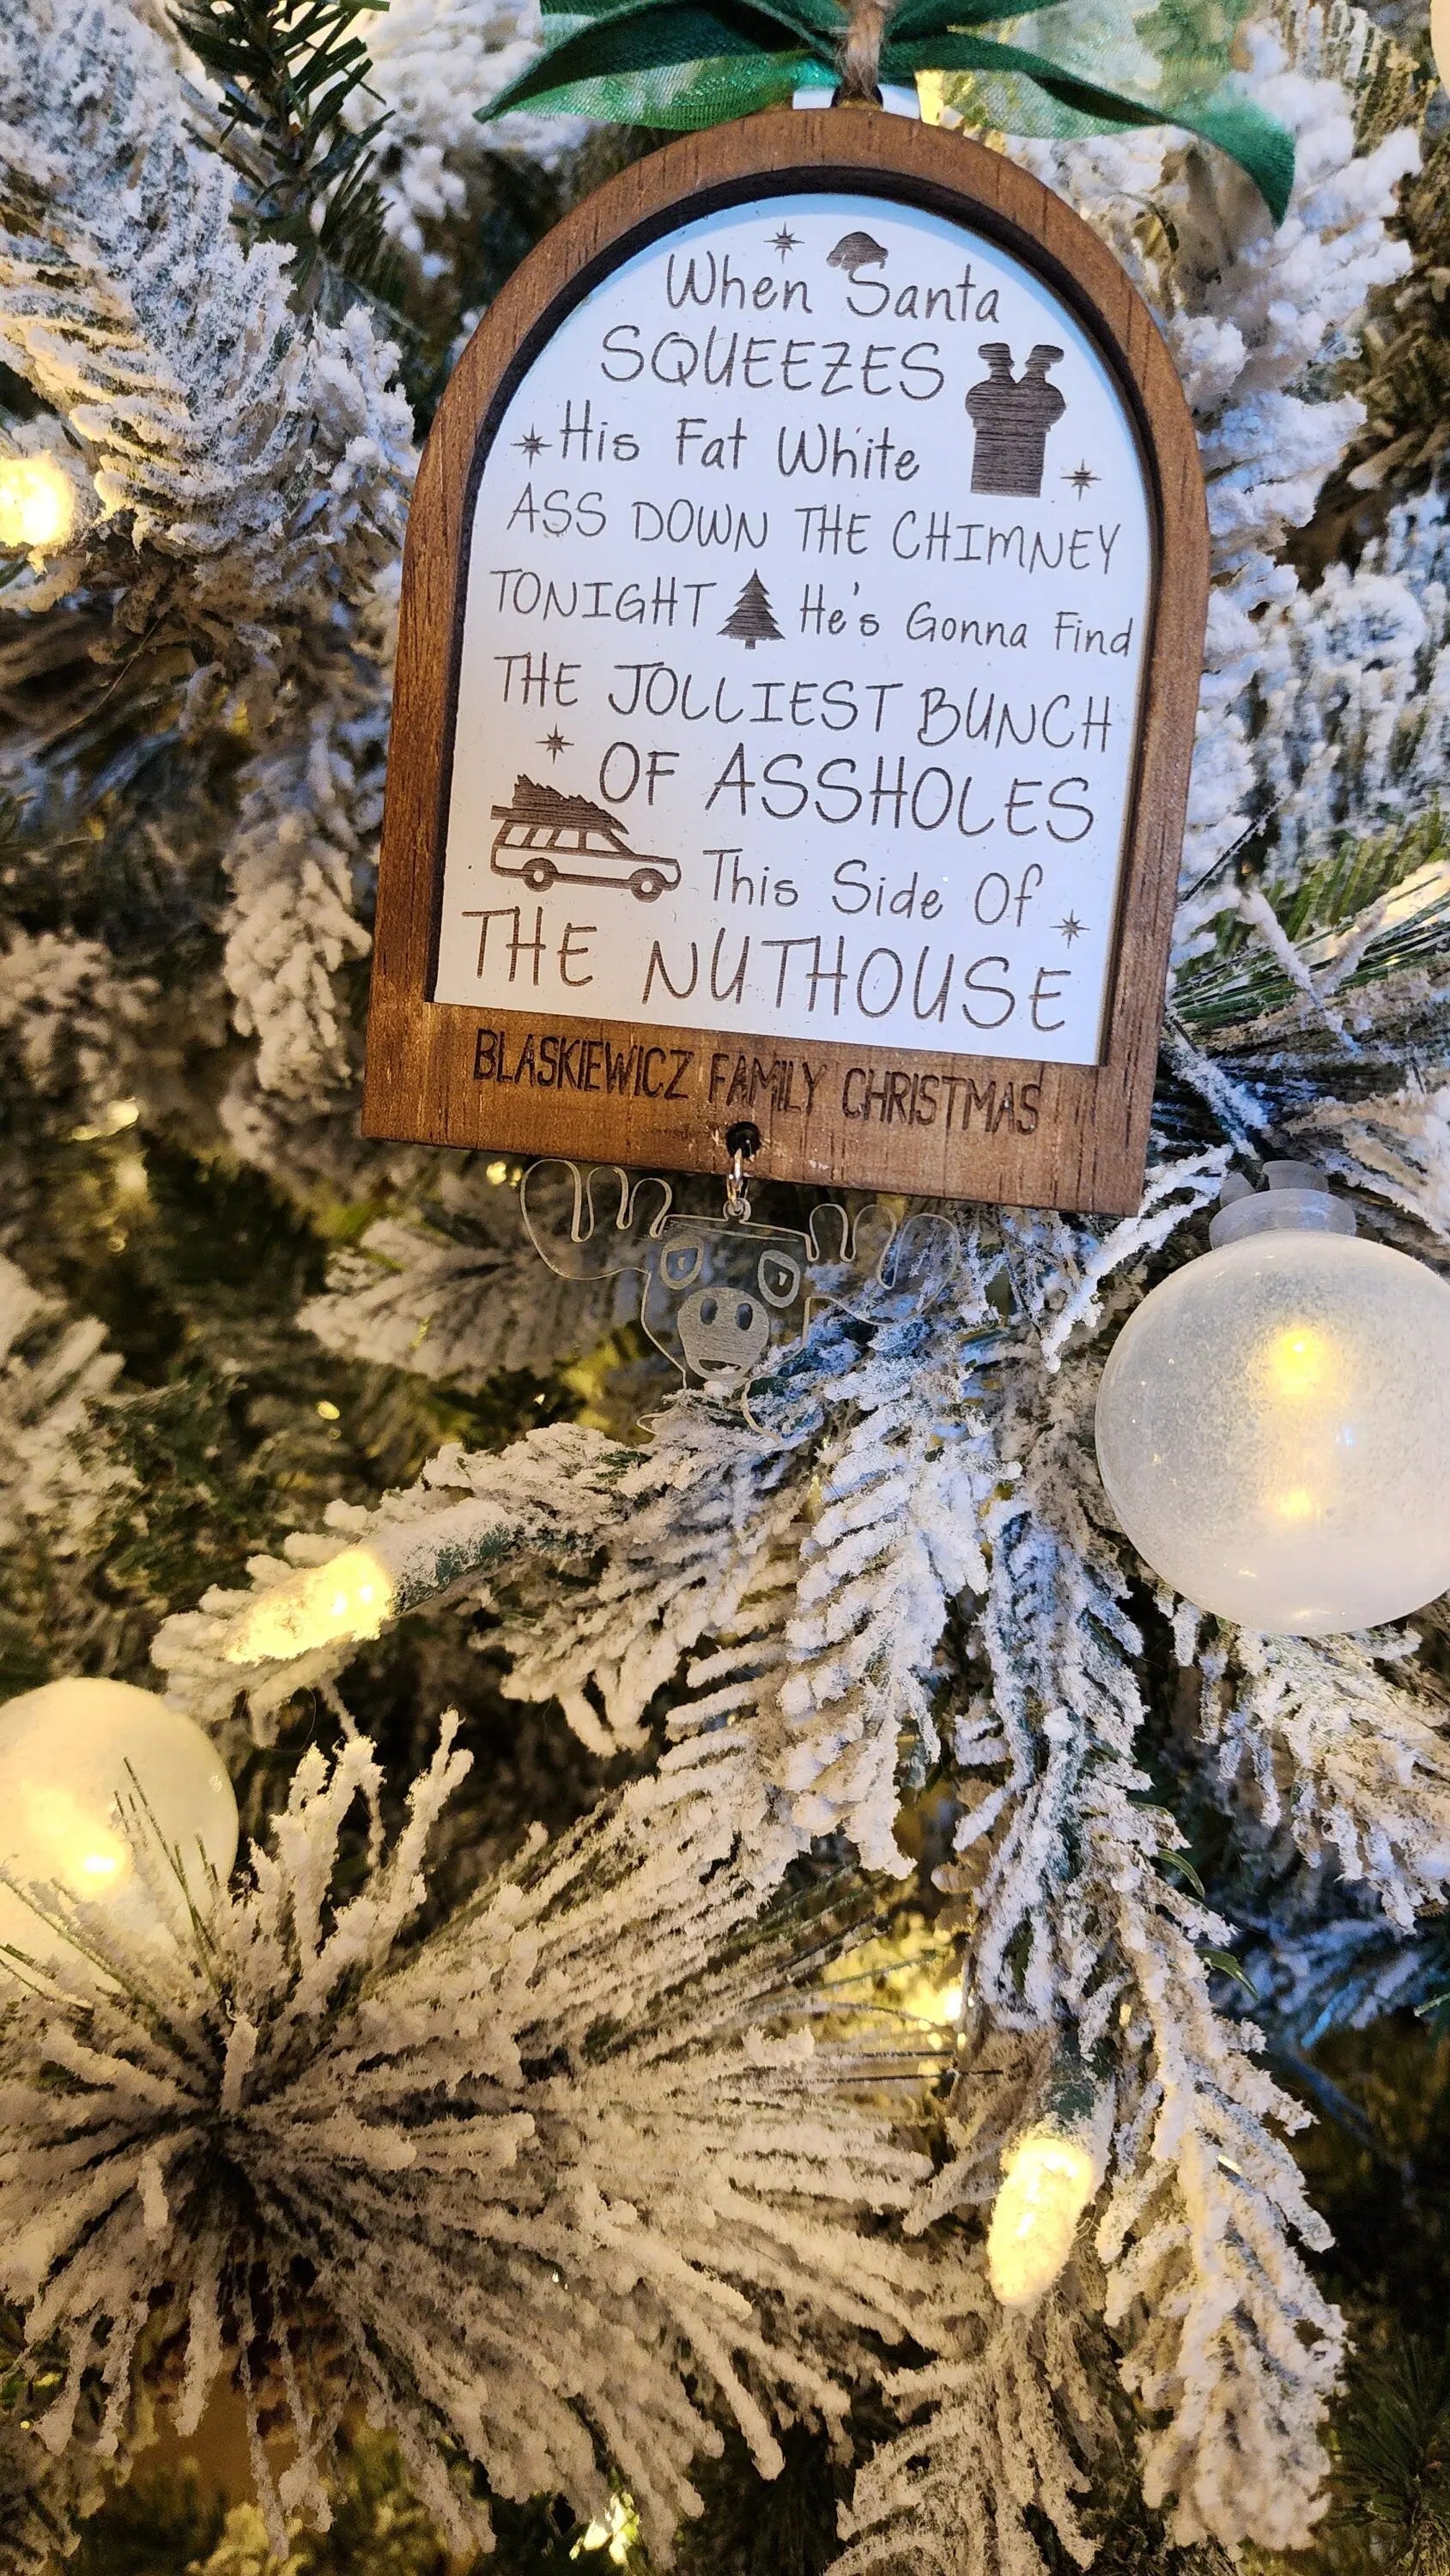 When Santa
SQUEEZES
His Fat White
ASS DOWN THE CHIMNEY
TONIGHT He's Gonna Find
THE JOLLIEST BUNCH
OF ASSHOLES
This Side Of
THE NUTHOUSE
BLASKIEWICZ FAMILY CHRISTMAS